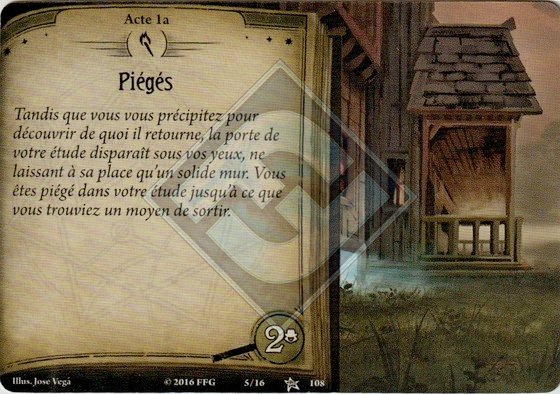 Acte 1a
Piégés
Tandis que vous vous précipitez pour
découvrir de quoi il retourne, la porte de
votre étude disparaît sous vos yeux, ne
laissant à sa place qu'un solide mur. Vous
êtes piégé dans votre étude jusqu'à ce que
vous trouviez un moyen de sortir.
2
Illus. Jose Vega © 2016 FFG 5/16 108